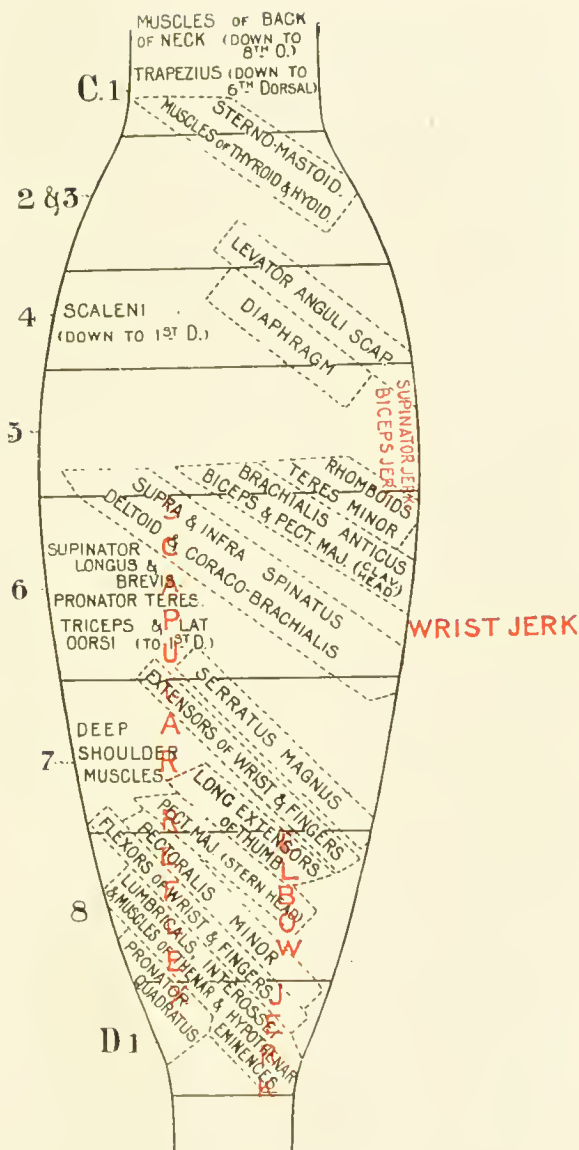 MUSCLES OF BACK
OF NECK (DOWN TO
8TH O.)
TRAPEZIUS (DOWN TO
6TH DORSAL)
C.1
STERNO-MASTOID.
MUSCLES OF THYROID & HYOID.
2 & 3
LEVATOR ANGULI SCAP
DIAPHRAGM
4
SCALENI
(DOWN TO 1ST D.)
SUPINATOR JERK
BICEPS JER
5
RHOMBOIDS
TERES MINOR
BRACHIALIS ANTICUS
BICEPS & PECT. MAJ. (CLAV.
HEAD)
SUPRA & INFRA SPINATUS
DELTOID & CORACO-BRACHIALIS
SCAPULAR REFLEX
6
SUPINATOR
LONGUS &
BREVIS
PRONATOR TERES.
TRICEPS & LAT
OORSI (TO 1ST D.)
WRIST JERK
SERRATUS MAGNUS
EXTENSORS OF WRIST & FINGERS
7
DEEP
SHOULDER
MUSCLES
LONG EXTENSORS
OF THUMB
PECT. MAJ (STERN HEAD)
PECTORALIS MINOR
FLEXORS OF WRIST & FINGERS
ELBOW JERK
8
LUMBRICALS INTEROSSEI
(& MUSCLES OF THENAR & HYPOTHENAR
EMINENCES
PRONATOR
QUADRATUS
D1